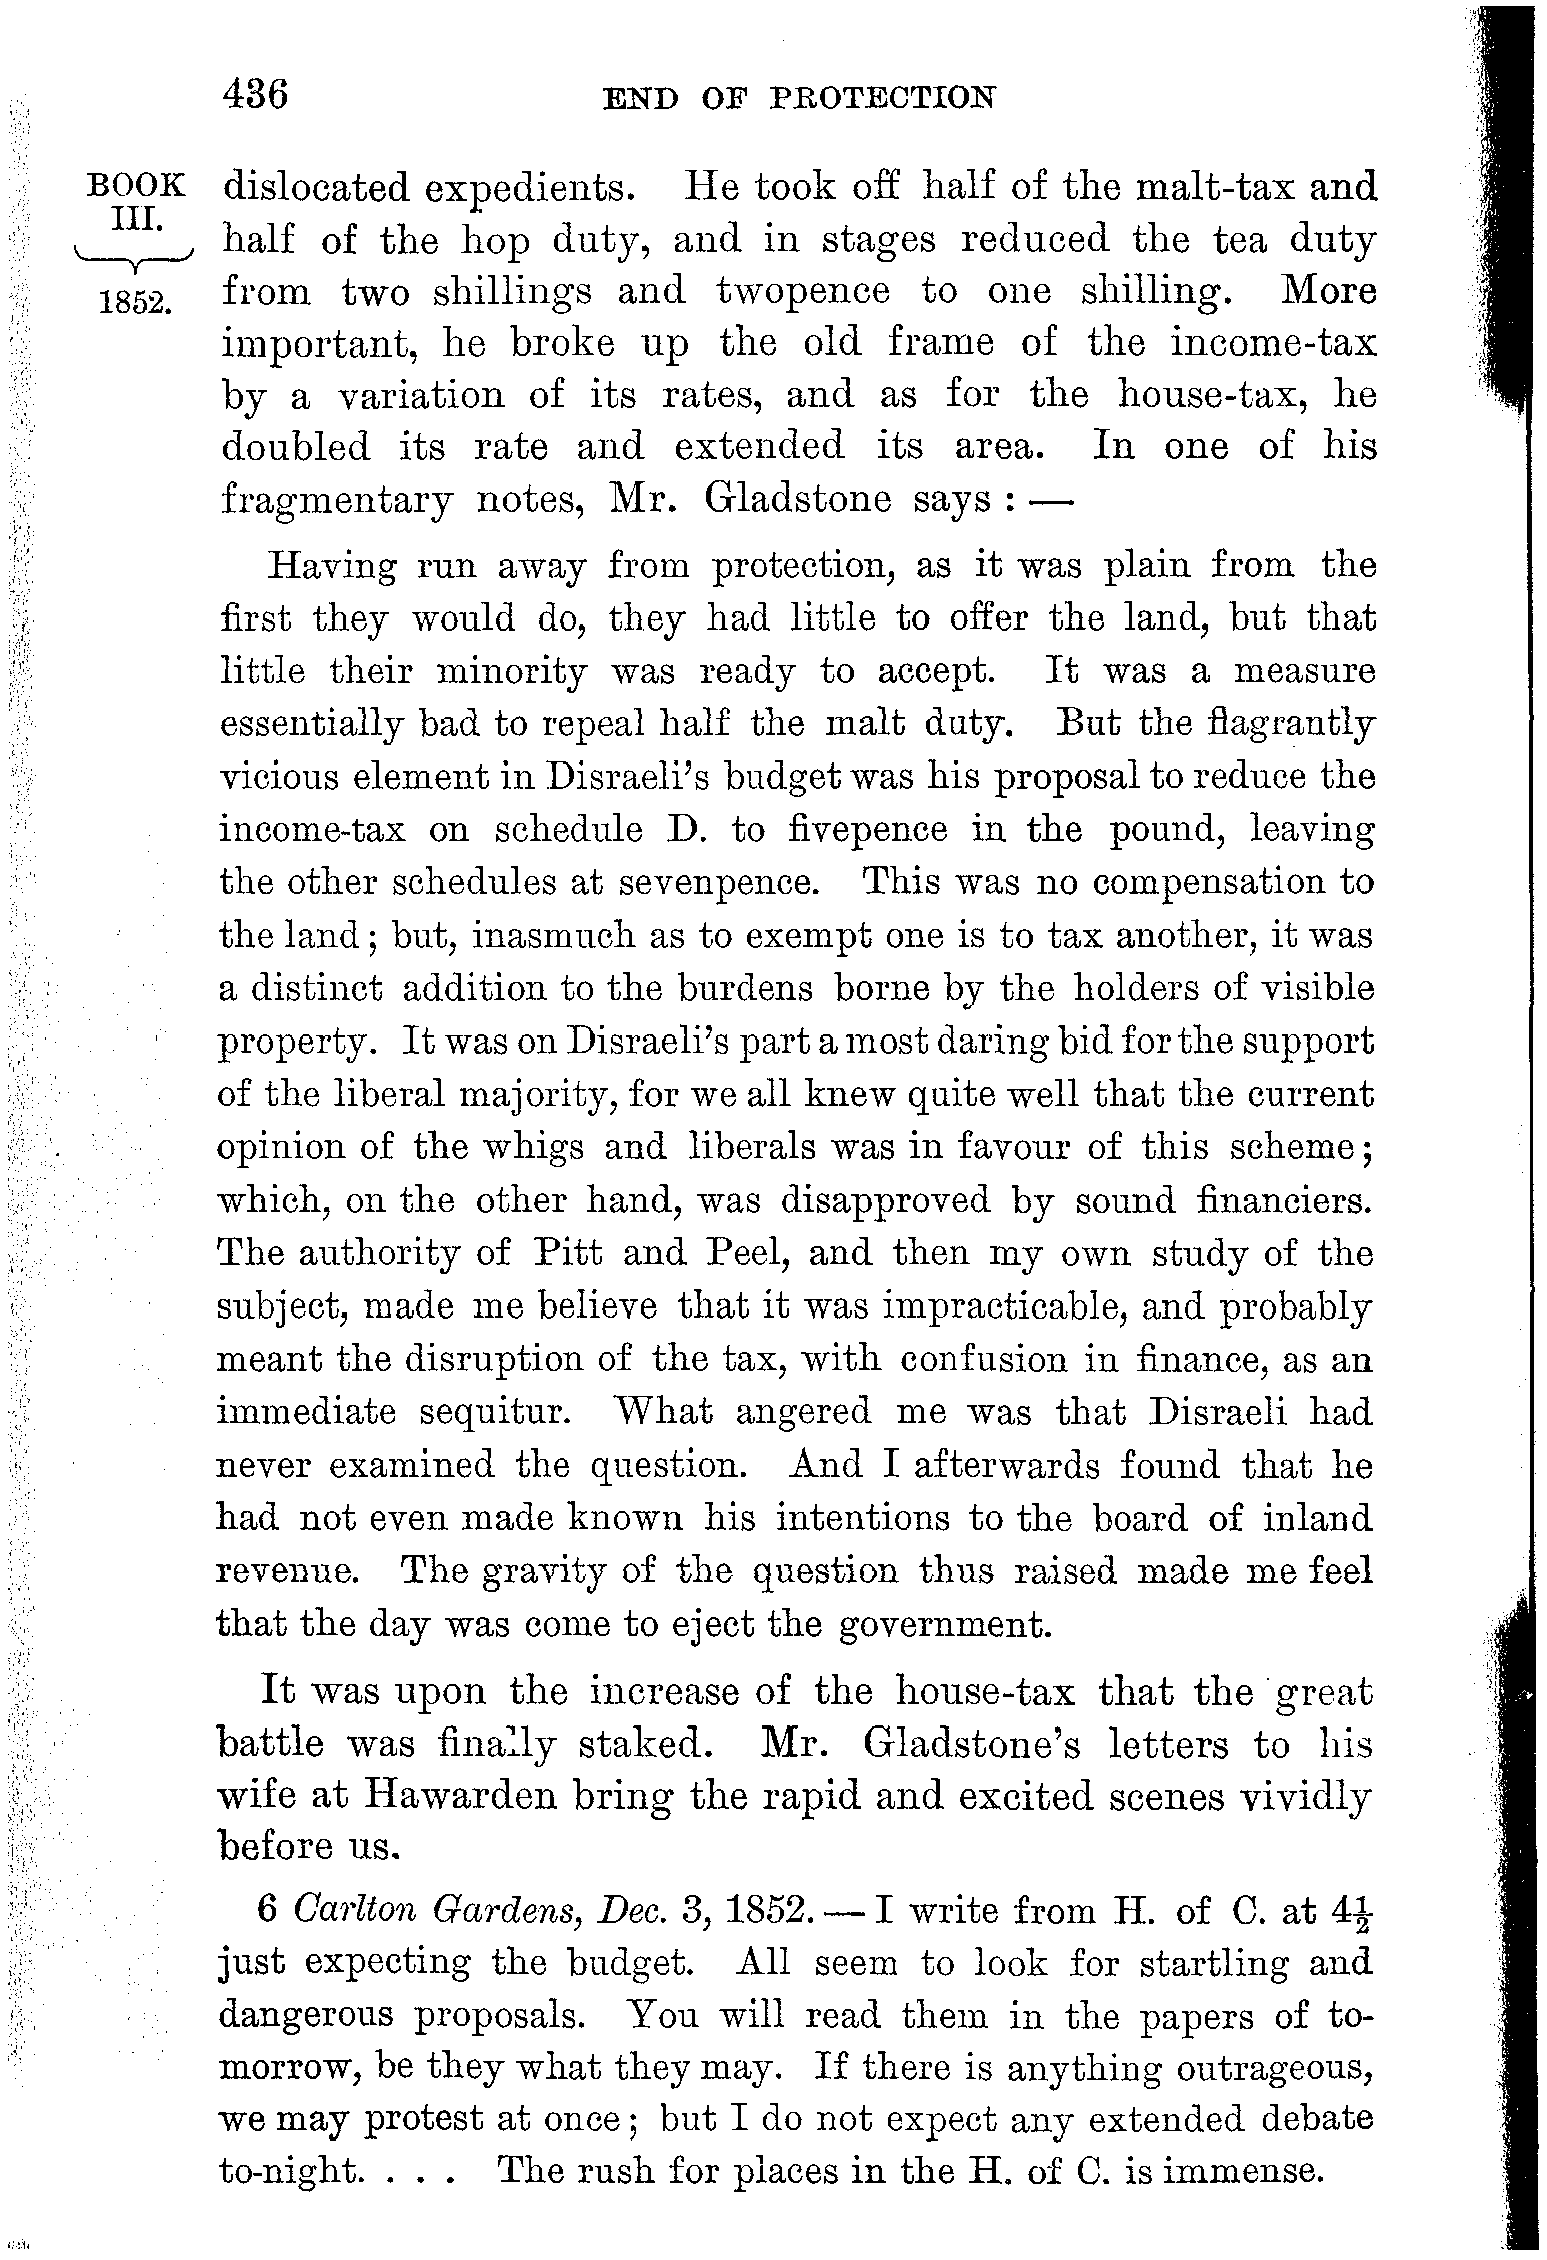 436 END OF PROTECTION
BOOK
III.
1852.
dislocated expedients. He took off half of the malt-tax and
half of the hop duty, and in stages reduced the tea duty
from two shillings and twopence to one shilling. More
important, he broke up the old frame of the income-tax
by a variation of its rates, and as for the house-tax, he
doubled its rate and extended its area. In one of his
fragmentary notes, Mr. Gladstone says : —
Having run away from protection, as it was plain from the
first they would do, they had little to offer the land, but that
little their minority was ready to accept. It was a measure
essentially bad to repeal half the malt duty. But the flagrantly
vicious element in Disraeli's budget was his proposal to reduce the
income-tax on schedule D. to fivepence in the pound, leaving
the other schedules at sevenpence. This was no compensation to
the land; but, inasmuch as to exempt one is to tax another, it was
a distinct addition to the burdens borne by the holders of visible
property. It was on Disraeli's part a most daring bid for the support
of the liberal majority, for we all knew quite well that the current
opinion of the whigs and liberals was in favour of this scheme;
which, on the other hand, was disapproved by sound financiers.
The authority of Pitt and Peel, and then my own study of the
subject, made me believe that it was impracticable, and probably
meant the disruption of the tax, with confusion in finance, as an
immediate sequitur. What angered me was that Disraeli had
never examined the question. And I afterwards found that he
had not even made known his intentions to the board of inland
revenue. The gravity of the question thus raised made me feel
that the day was come to eject the government.
It was upon the increase of the house-tax that the great
battle was finally staked. Mr. Gladstone's letters to his
wife at Hawarden bring the rapid and excited scenes vividly
before us.
6 Carlton Gardens, Dec. 3, 1852. — I write from H. of C. at 4½
just expecting the budget. All seem to look for startling and
dangerous proposals. You will read them in the papers of to-
morrow, be they what they may. If there is anything outrageous,
we may protest at once; but I do not expect any extended debate
to-night. . . . The rush for places in the H. of C. is immense.